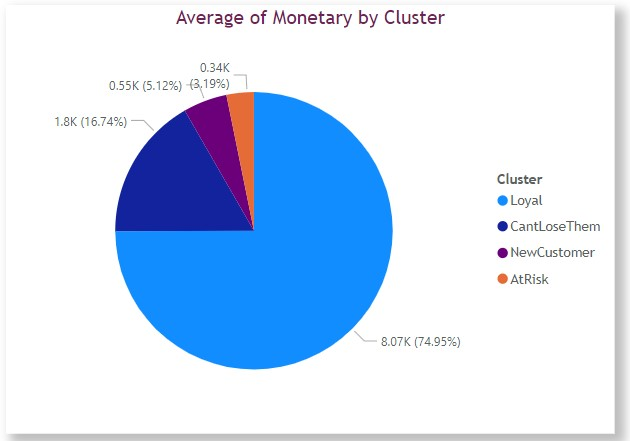 Average of Monetary by Cluster
0.34K
(3.19%)
0.55K (5.12%)
1.8K (16.74%)
8.07K (74.95%)
Cluster
Loyal
CantLoseThem
NewCustomer
AtRisk